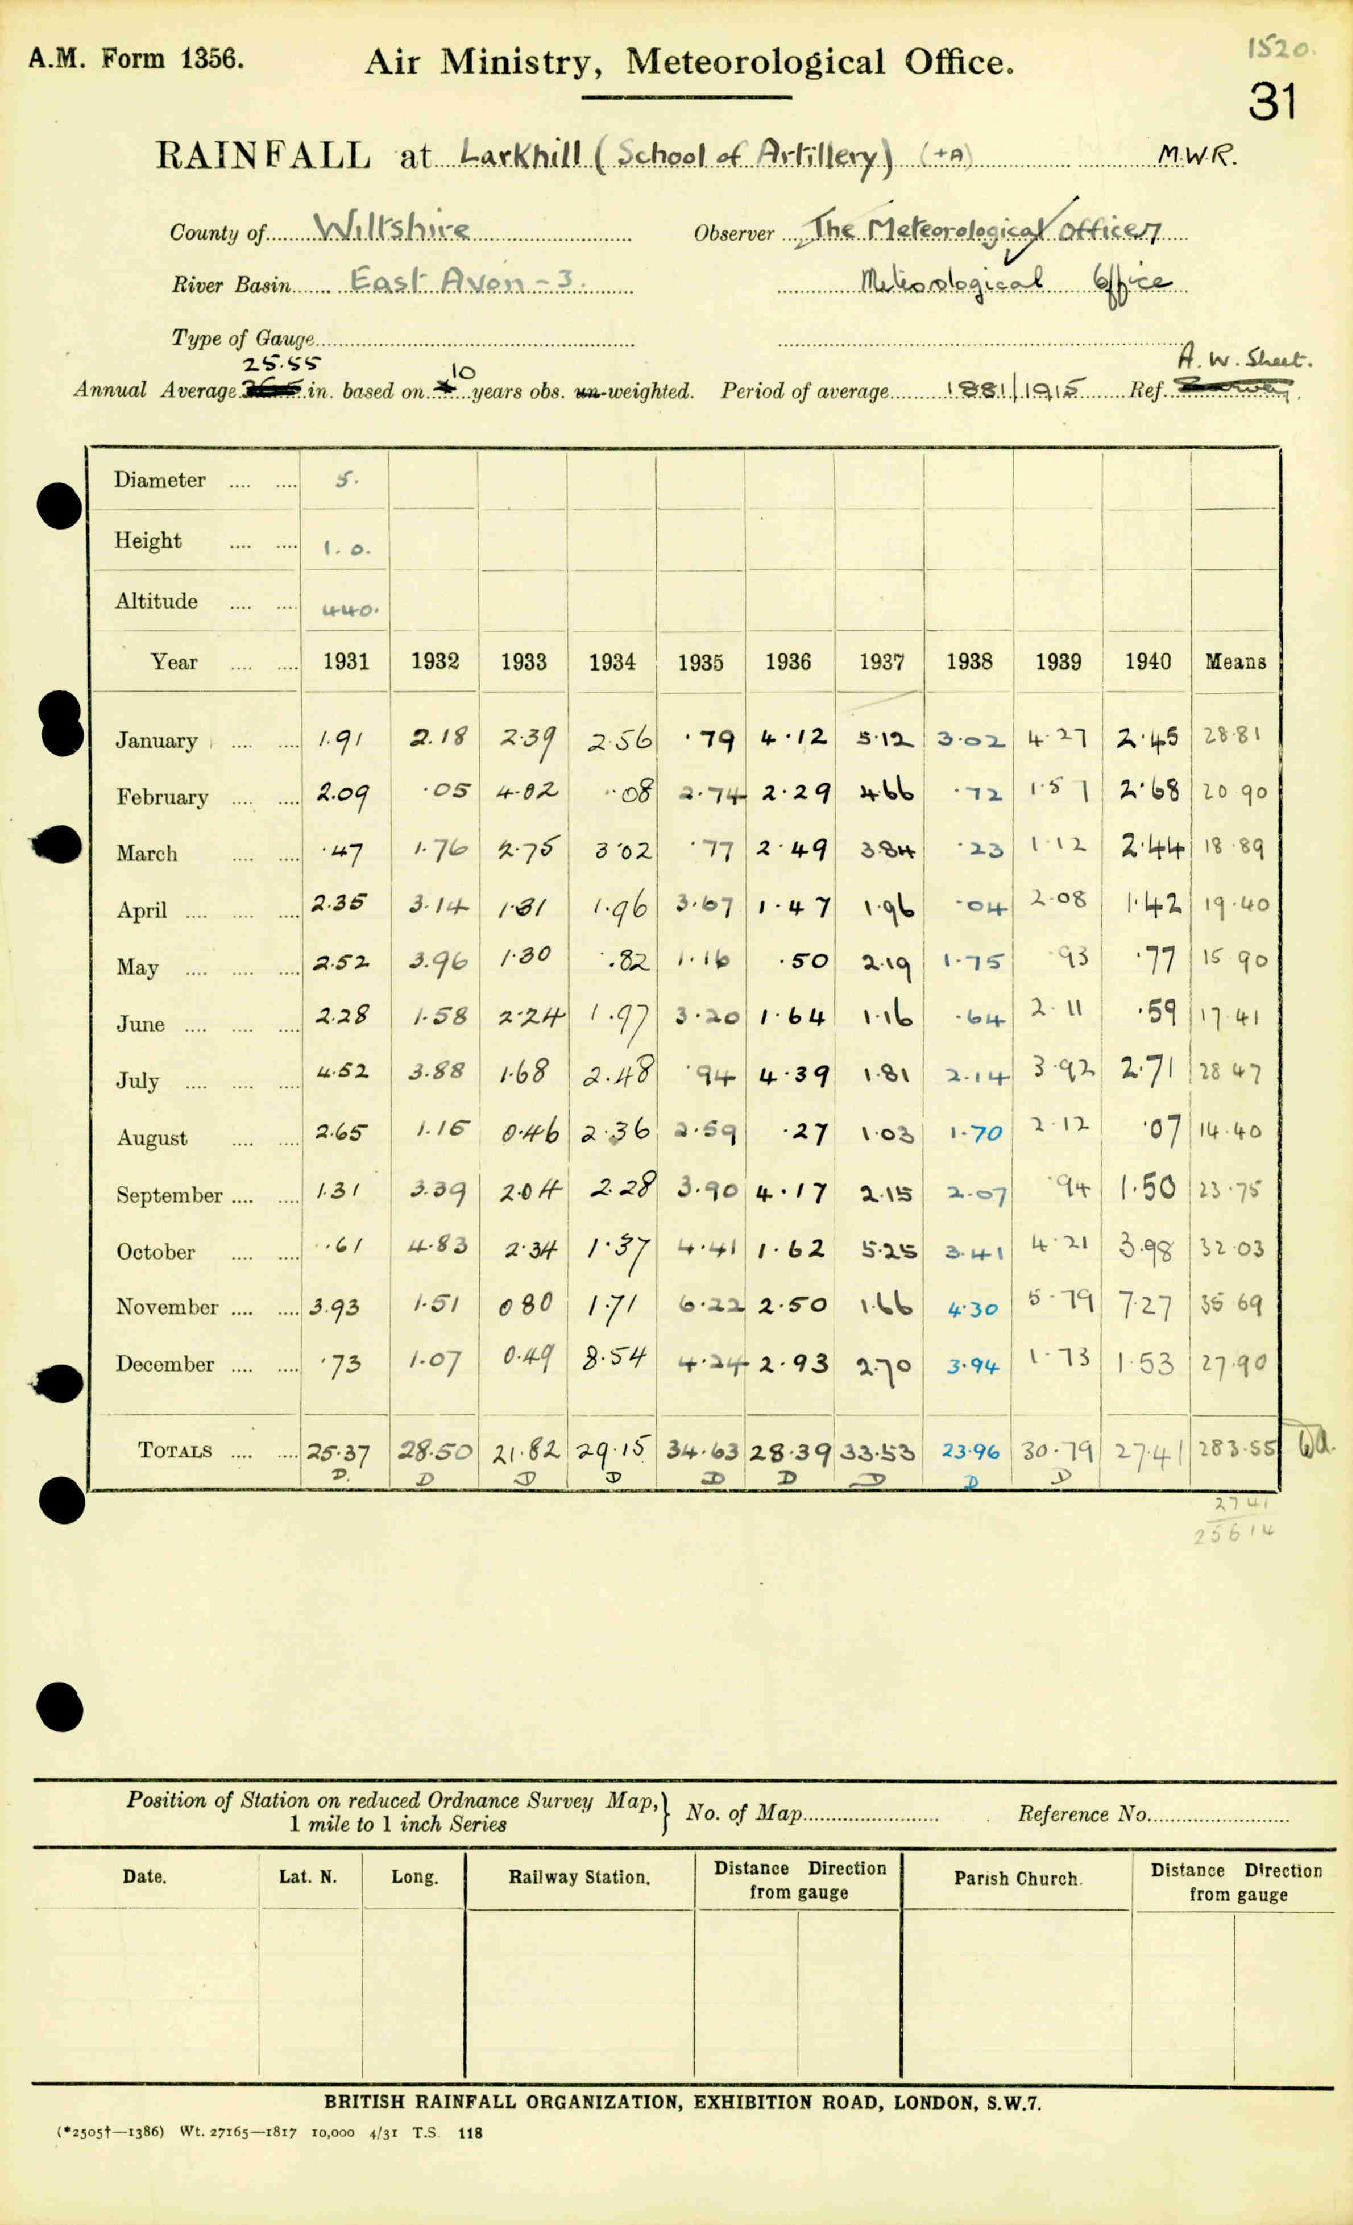 1520.
A.M. Form 1356. Air Ministry, Meteorological Office.
31
RAINFALL at Larkhill (School of Artillery) (+A) M.W.R.
County of Wiltshire Observer The Meteorological Officer
River Basin East Avon - 3. Meteorological Office
Type of Gauge
25.55 10 A.W. Sheet.
Annual Average in. based on years obs. un-weighted. Period of average 1881/1915 Ref.
Diameter .... .... 5.
Height .... .... 1.0.
Altitude .... .... 440.
Year .... .... 1931 1932 1933 1934 1935 1936 1937 1938 1939 1940 Means
January .... .... 1.91 2.18 2.39 2.56 .79 4.12 5.12 3.02 4.27 2.45 28.81
February .... .... 2.09 .05 4.02 .08 2.74 2.29 4.66 .72 1.57 2.68 20 90
March .... .... .47 1.76 2.75 3.02 .77 2.49 3.84 .23 1.12 2.44 18.89
April .... .... .... 2.35 3.14 1.31 1.96 3.67 1.47 1.96 .04 2.08 1.42 19.40
May .... .... .... 2.52 3.96 1.30 .82 1.16 .50 2.19 1.75 .93 .77 15 90
June .... .... .... 2.28 1.58 2.24 1.97 3.20 1.64 1.16 .64 2.11 .59 17.41
July .... .... .... 4.52 3.88 1.68 2.48 .94 4.39 1.81 2.14 3.92 2.71 28 47
August .... .... 2.65 1.15 0.46 2.36 2.59 .27 1.03 1.70 2.12 .07 14.40
September .... .... 1.31 3.39 2.04 2.28 3.90 4.17 2.15 2.07 .94 1.50 23.75
October .... .... .61 4.83 2.34 1.37 4.41 1.62 5.25 3.41 4.21 3.98 32.03
November .... .... 3.93 1.51 0 80 1.71 6.22 2.50 1.66 4.30 5.79 7.27 35 69
December .... .... .73 1.07 0.49 8.54 4.24 2.93 2.70 3.94 1.73 1.53 27.90
TOTALS .... .... 25.37 28.50 21.82 29.15 34.63 28.39 33.53 23.96 30.79 27.41 283.55
D. D D D D D D D D
27 41
256 14
Position of Station on reduced Ordnance Survey Map, } No. of Map Reference No.
1 mile to 1 inch Series
Date. Lat. N. Long. Railway Station. Distance Direction from gauge Parish Church. Distance Direction from gauge
BRITISH RAINFALL ORGANIZATION, EXHIBITION ROAD, LONDON, S.W.7.
(*2505†—1386) Wt. 27165—1817 10,000 4/31 T.S. 118